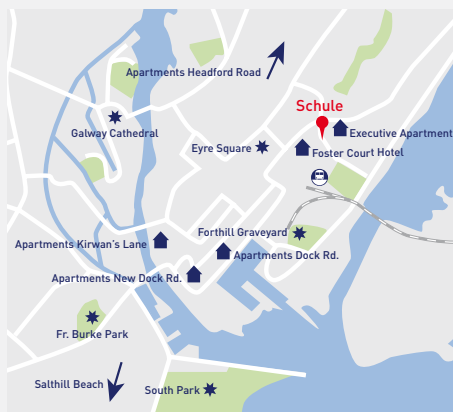 Apartments Headford Road
Schule
Galway Cathedral
Executive Apartment
Eyre Square
Foster Court Hotel
Forthill Graveyard
Apartments Kirwan's Lane
Apartments Dock Rd.
Apartments New Dock Rd.
Fr. Burke Park
Salthill Beach
South Park